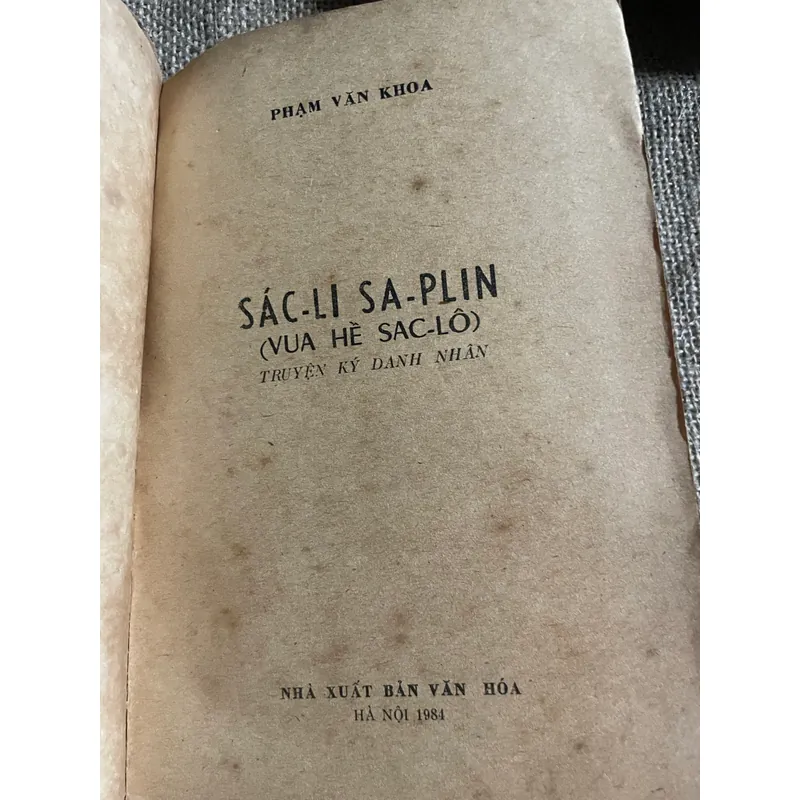 PHẠM VĂN KHOA
SÁC-LI SA-PLIN
(VUA HỀ SAC-LÔ)
TRUYỆN KÝ DANH NHÂN
NHÀ XUẤT BẢN VĂN HÓA
HÀ NỘI 1984